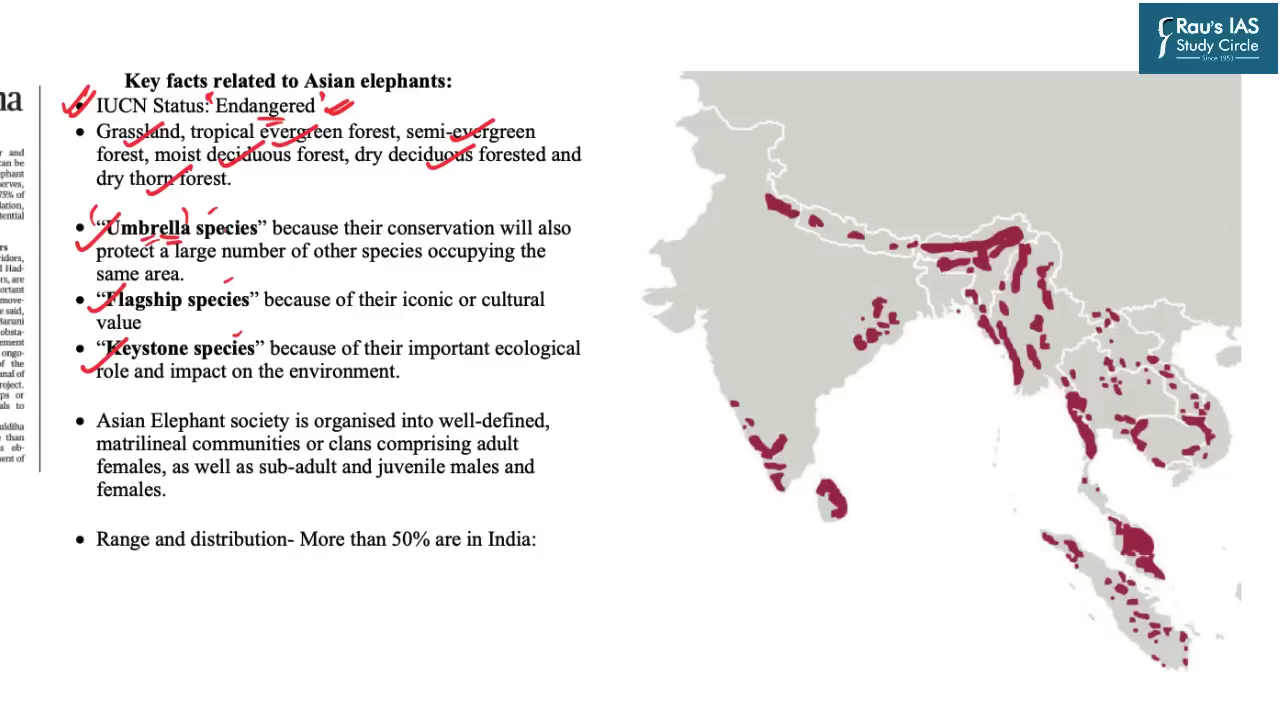 Rau's IAS
Study Circle
Since 1953
Key facts related to Asian elephants:
• IUCN Status: Endangered
• Grassland, tropical evergreen forest, semi-evergreen
forest, moist deciduous forest, dry deciduous forested and
dry thorn forest.
• “Umbrella species” because their conservation will also
protect a large number of other species occupying the
same area.
• “Flagship species” because of their iconic or cultural
value
• “Keystone species” because of their important ecological
role and impact on the environment.
• Asian Elephant society is organised into well-defined,
matrilineal communities or clans comprising adult
females, as well as sub-adult and juvenile males and
females.
• Range and distribution- More than 50% are in India: